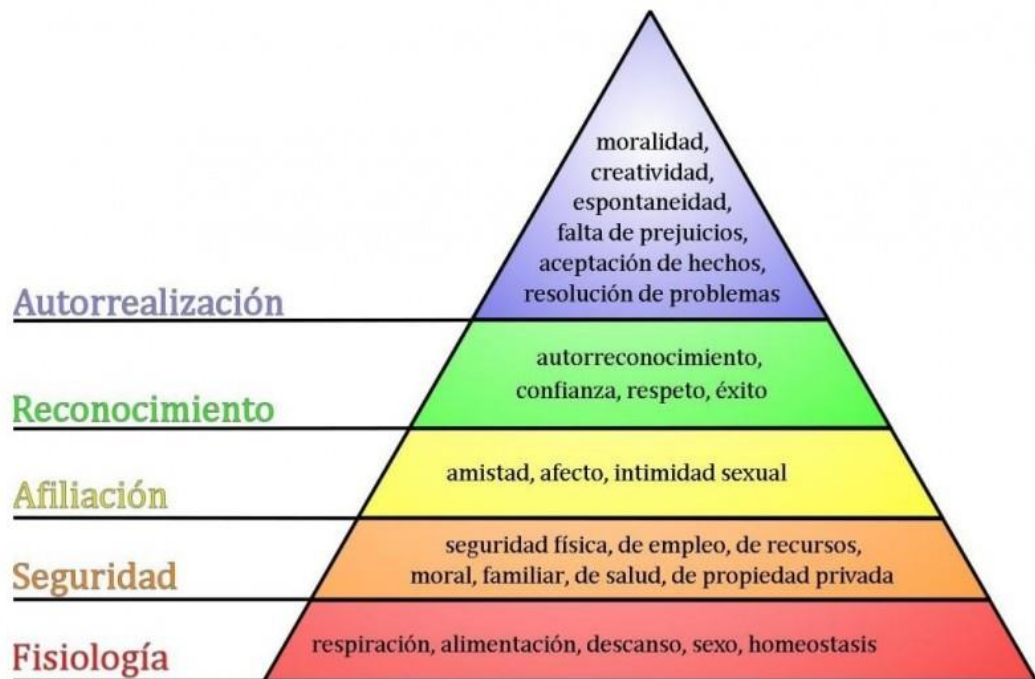 moralidad,
creatividad,
espontaneidad,
falta de prejuicios,
aceptación de hechos,
resolución de problemas
Autorrealización
autorreconocimiento,
confianza, respeto, éxito
Reconocimiento
amistad, afecto, intimidad sexual
Afiliación
seguridad física, de empleo, de recursos,
moral, familiar, de salud, de propiedad privada
Seguridad
respiración, alimentación, descanso, sexo, homeostasis
Fisiología